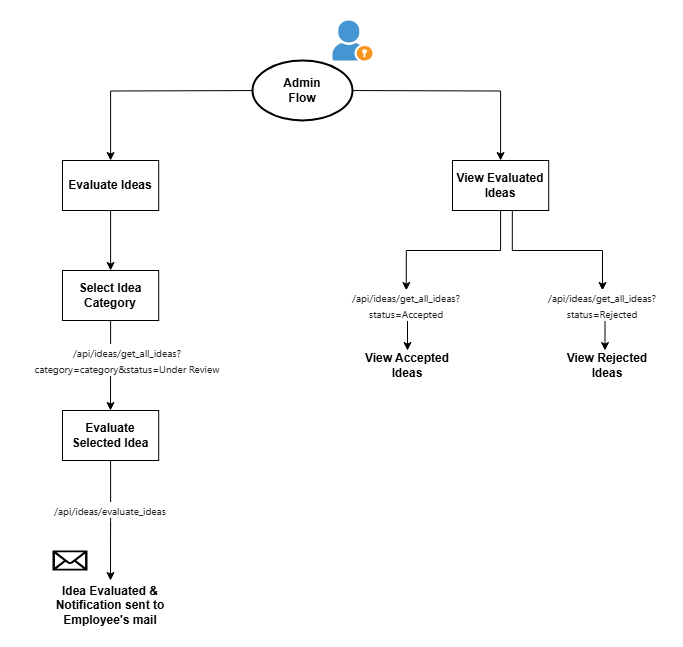 Admin
Flow
Evaluate Ideas
View Evaluated
Ideas
Select Idea
Category
/api/ideas/get_all_ideas?
status=Accepted
/api/ideas/get_all_ideas?
status=Rejected
/api/ideas/get_all_ideas?
category=category&status=Under Review
View Accepted
Ideas
View Rejected
Ideas
Evaluate
Selected Idea
/api/ideas/evaluate_ideas
Idea Evaluated &
Notification sent to
Employee's mail